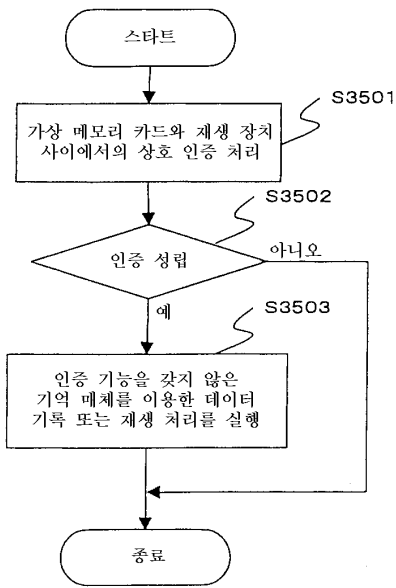 스타트
S3501
가상 메모리 카드와 재생 장치
사이에서의 상호 인증 처리
S3502
인증 성립
아니오
예
S3503
인증 기능을 갖지 않은
기억 매체를 이용한 데이터
기록 또는 재생 처리를 실행
종료